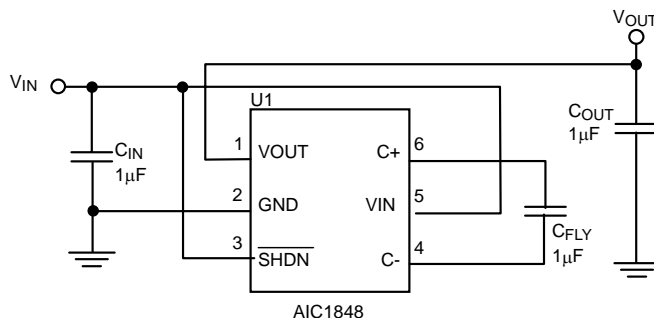 VOUT
VIN
U1
CIN
1μF
COUT
1μF
1
VOUT
C+
6
2
GND
VIN
5
3
SHDN
C-
4
CFLY
1μF
AIC1848